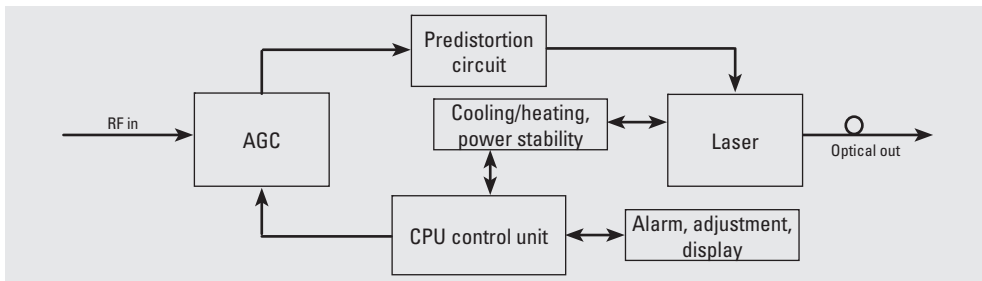 Predistortion
circuit
RF in
AGC
Cooling/heating,
power stability
Laser
Optical out
CPU control unit
Alarm, adjustment,
display